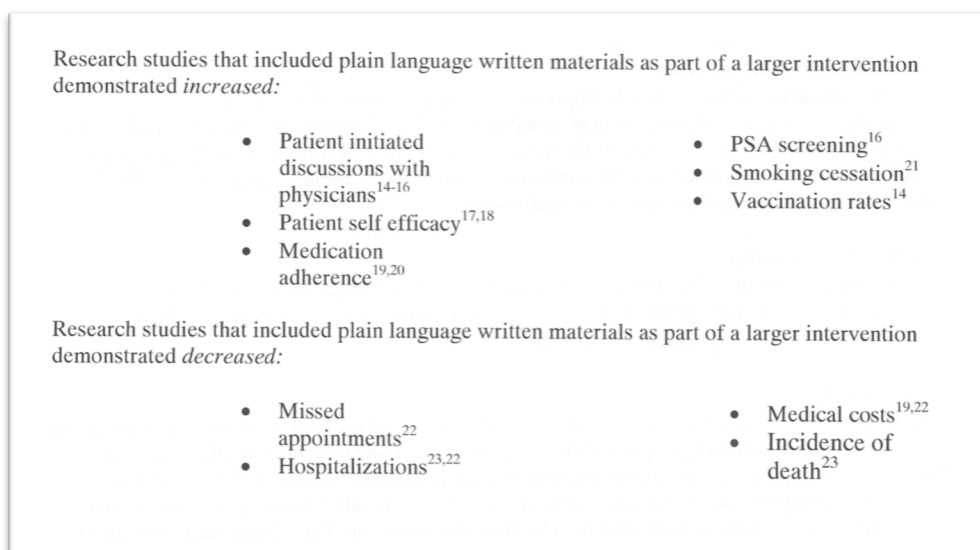 Research studies that included plain language written materials as part of a larger intervention
demonstrated increased:
• Patient initiated
discussions with
physicians14-16
• Patient self efficacy17,18
• Medication
adherence19,20
• PSA screening16
• Smoking cessation21
• Vaccination rates14
Research studies that included plain language written materials as part of a larger intervention
demonstrated decreased:
• Missed
appointments22
• Hospitalizations23,22
• Medical costs19,22
• Incidence of
death23